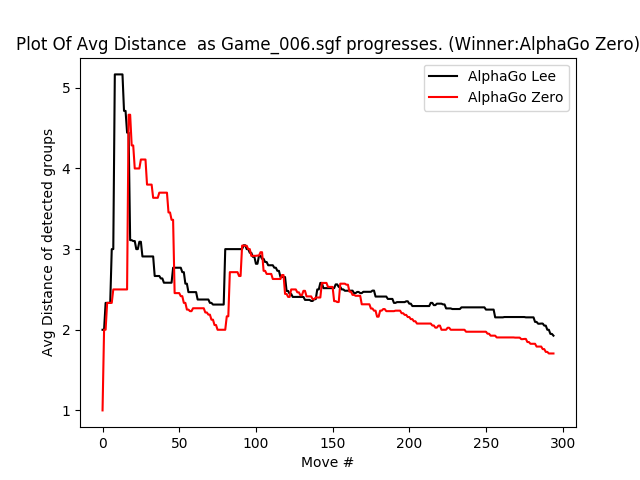 Plot Of Avg Distance  as Game_006.sgf progresses. (Winner:AlphaGo Zero)
AlphaGo Lee
AlphaGo Zero
Avg Distance of detected groups
5
4
3
2
1
0 50 100 150 200 250 300
Move #